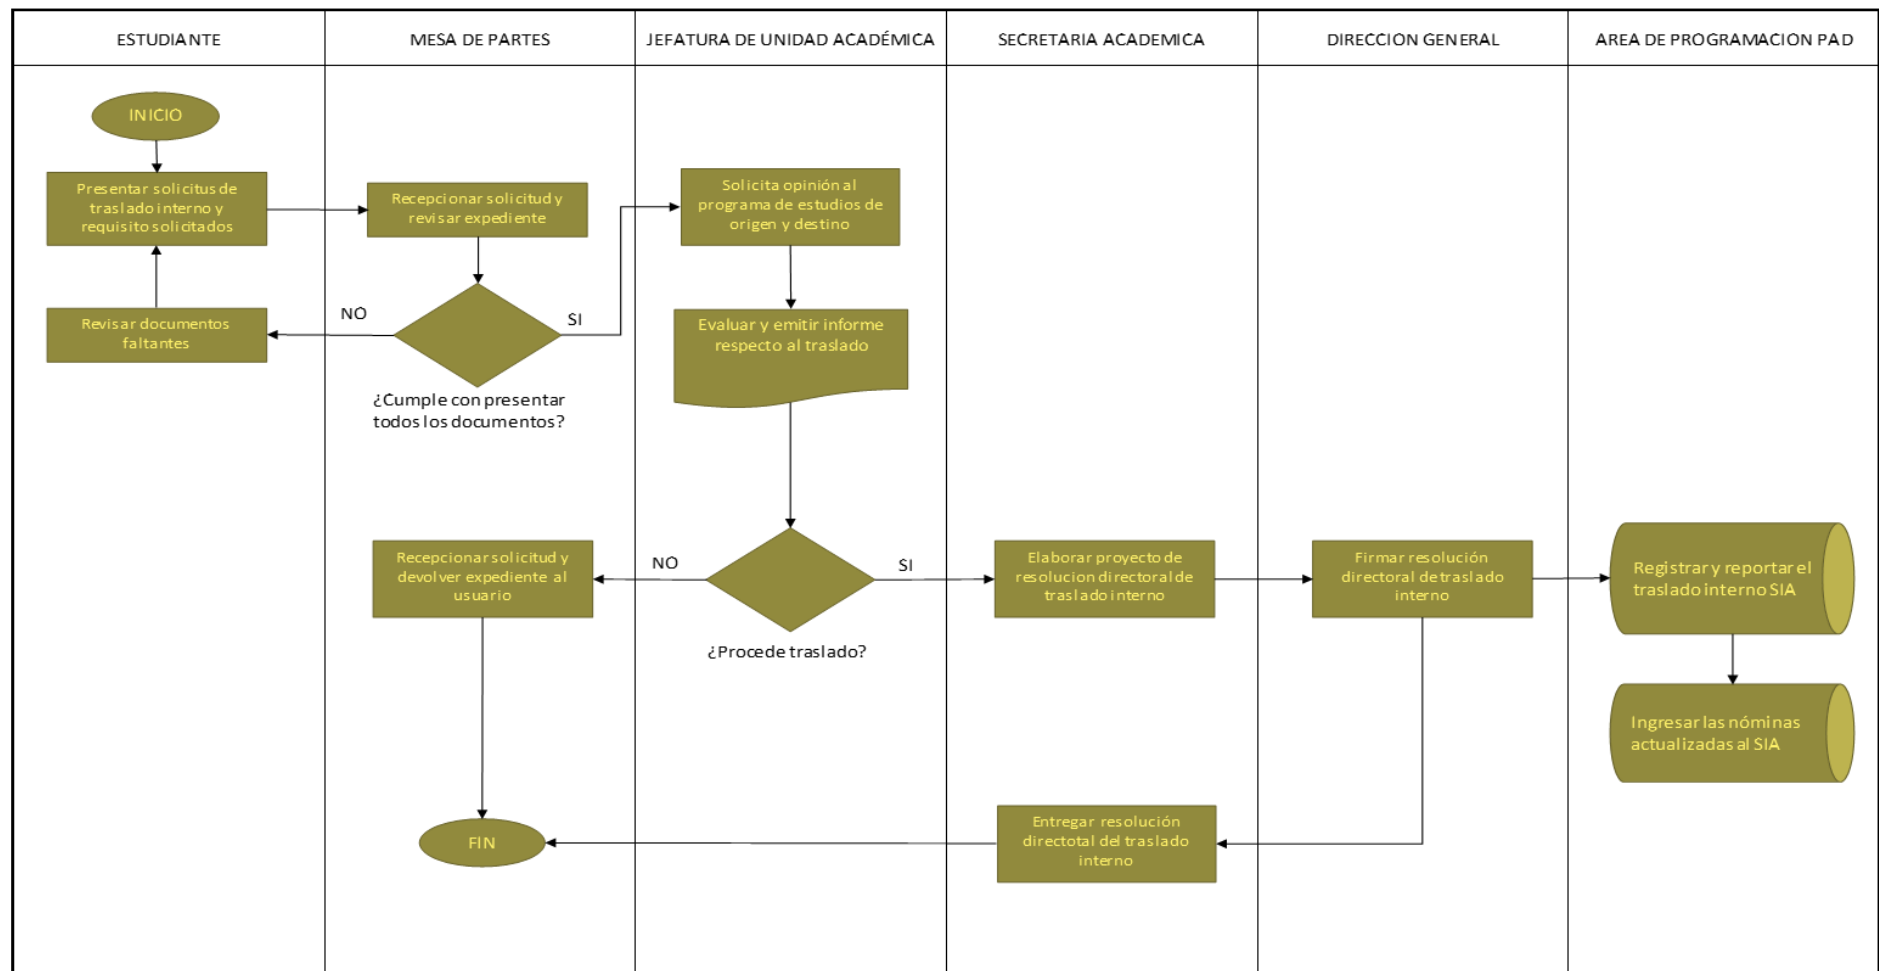 ESTUDIANTE
MESA DE PARTES
JEFATURA DE UNIDAD ACADÉMICA
SECRETARIA ACADEMICA
DIRECCION GENERAL
AREA DE PROGRAMACION PAD
INICIO
Presentar solicitus de
traslado interno y
requisito solicitados
Recepcionar solicitud y
revisar expediente
Solicita opinión al
programa de estudios de
origen y destino
Revisar documentos
faltantes
NO
SI
¿Cumple con presentar
todos los documentos?
Evaluar y emitir informe
respecto al traslado
Recepcionar solicitud y
devolver expediente al
usuario
NO
SI
¿Procede traslado?
Elaborar proyecto de
resolucion directoral de
traslado interno
Firmar resolución
directoral de traslado
interno
Registrar y reportar el
traslado interno SIA
Ingresar las nóminas
actualizadas al SIA
FIN
Entregar resolución
directotal del traslado
interno